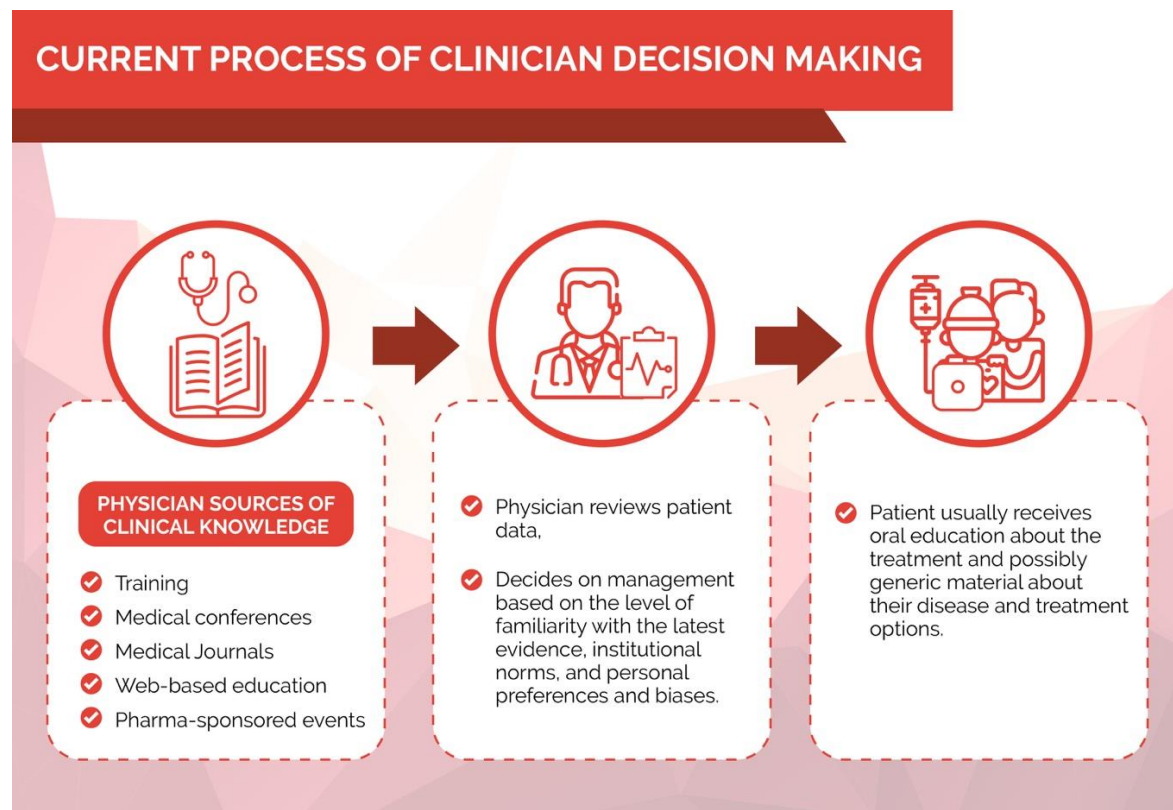 CURRENT PROCESS OF CLINICIAN DECISION MAKING
PHYSICIAN SOURCES OF
CLINICAL KNOWLEDGE
Training
Medical conferences
Medical Journals
Web-based education
Pharma-sponsored events
Physician reviews patient
data,
Decides on management
based on the level of
familiarity with the latest
evidence, institutional
norms, and personal
preferences and biases.
Patient usually receives
oral education about the
treatment and possibly
generic material about
their disease and treatment
options.